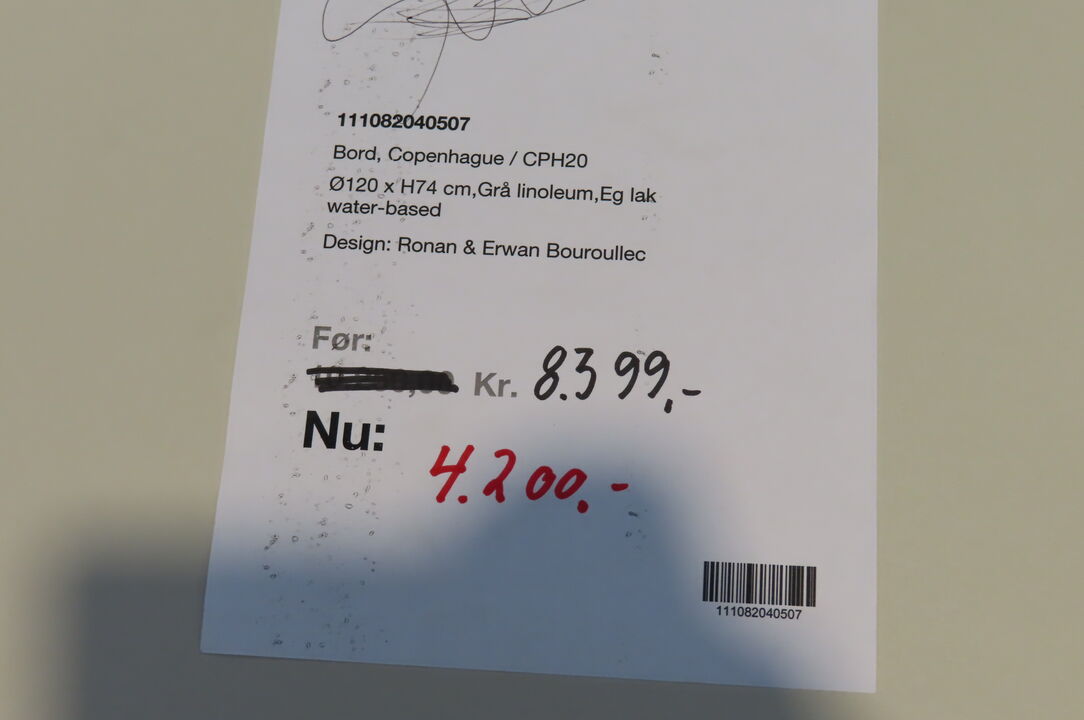 111082040507
Bord, Copenhague / CPH20
Ø120 x H74 cm,Grå linoleum,Eg lak
water-based
Design: Ronan & Erwan Bouroullec
Før:
Kr. 8.399,-
Nu:
4.200,-
111082040507